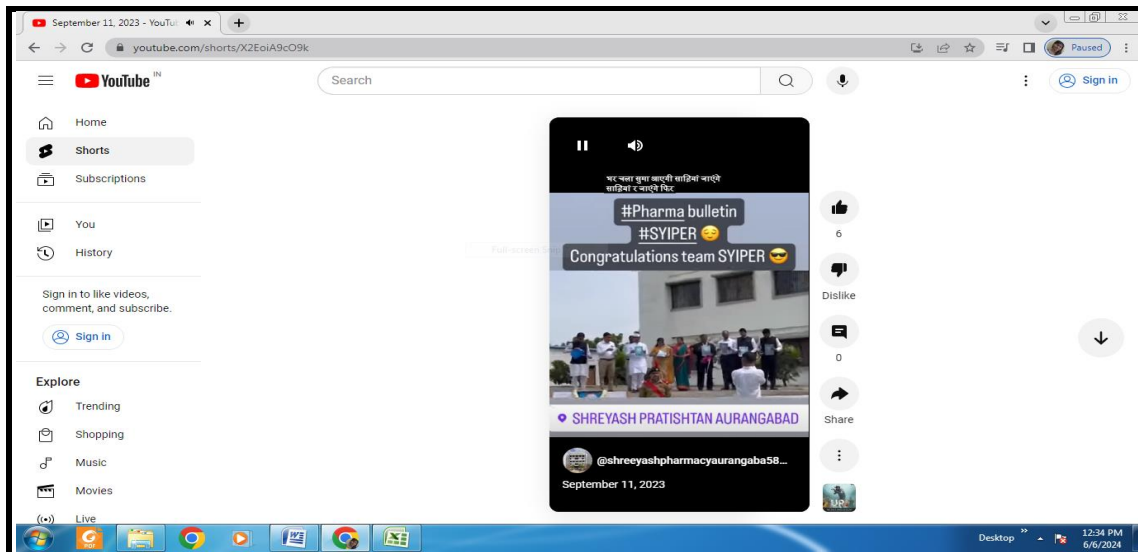 September 11, 2023 - YouTu
youtube.com/shorts/X2EoiA9cO9k
Paused
YouTube IN
Search
Sign in
Home
Shorts
Subscriptions
You
History
Sign in to like videos,
comment, and subscribe.
Sign in
Explore
Trending
Shopping
Music
Movies
Live
भर चला सुमा आएगी साड़ियां जाएंगे
साड़ियां र जाएंगे फिर
#Pharma bulletin
#SYIPER
Congratulations team SYIPER
SHREYASH PRATISHTAN AURANGABAD
@shreeyashpharmacyaurangaba58...
September 11, 2023
6
Dislike
0
Share
Desktop
12:34 PM
6/6/2024